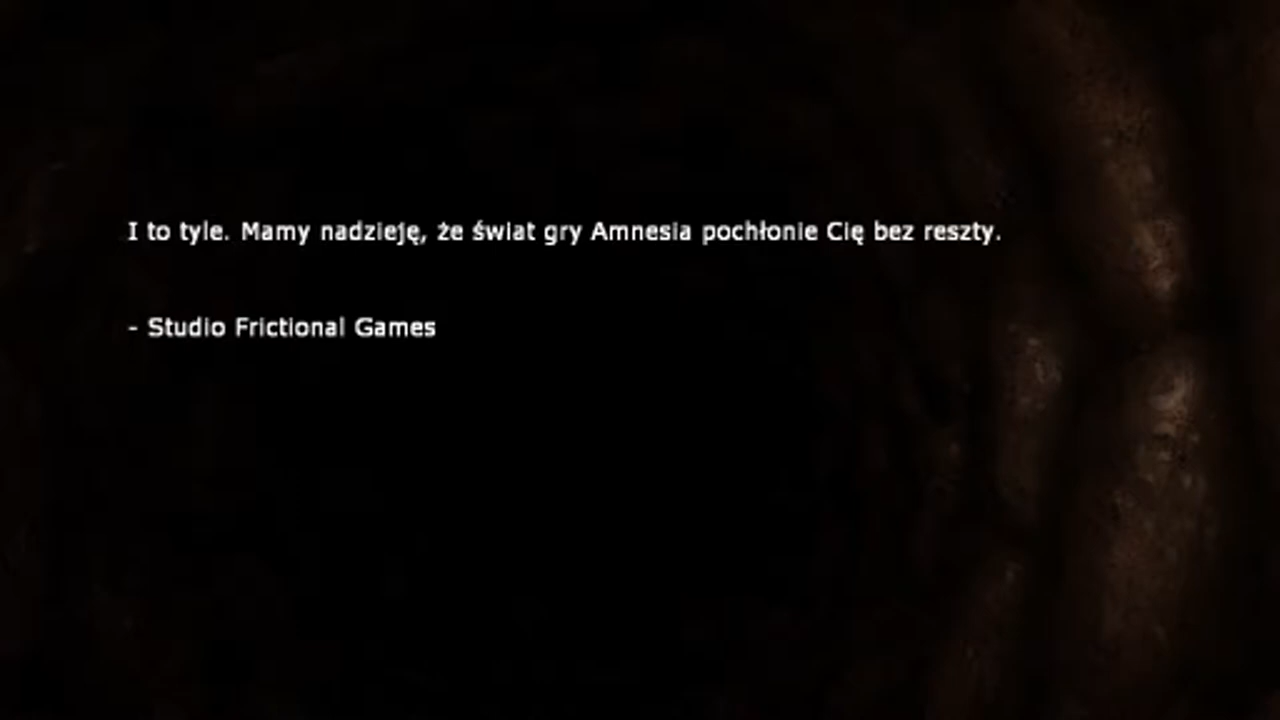 I to tyle. Mamy nadzieję, że świat gry Amnesia pochłonie Cię bez reszty.
- Studio Frictional Games